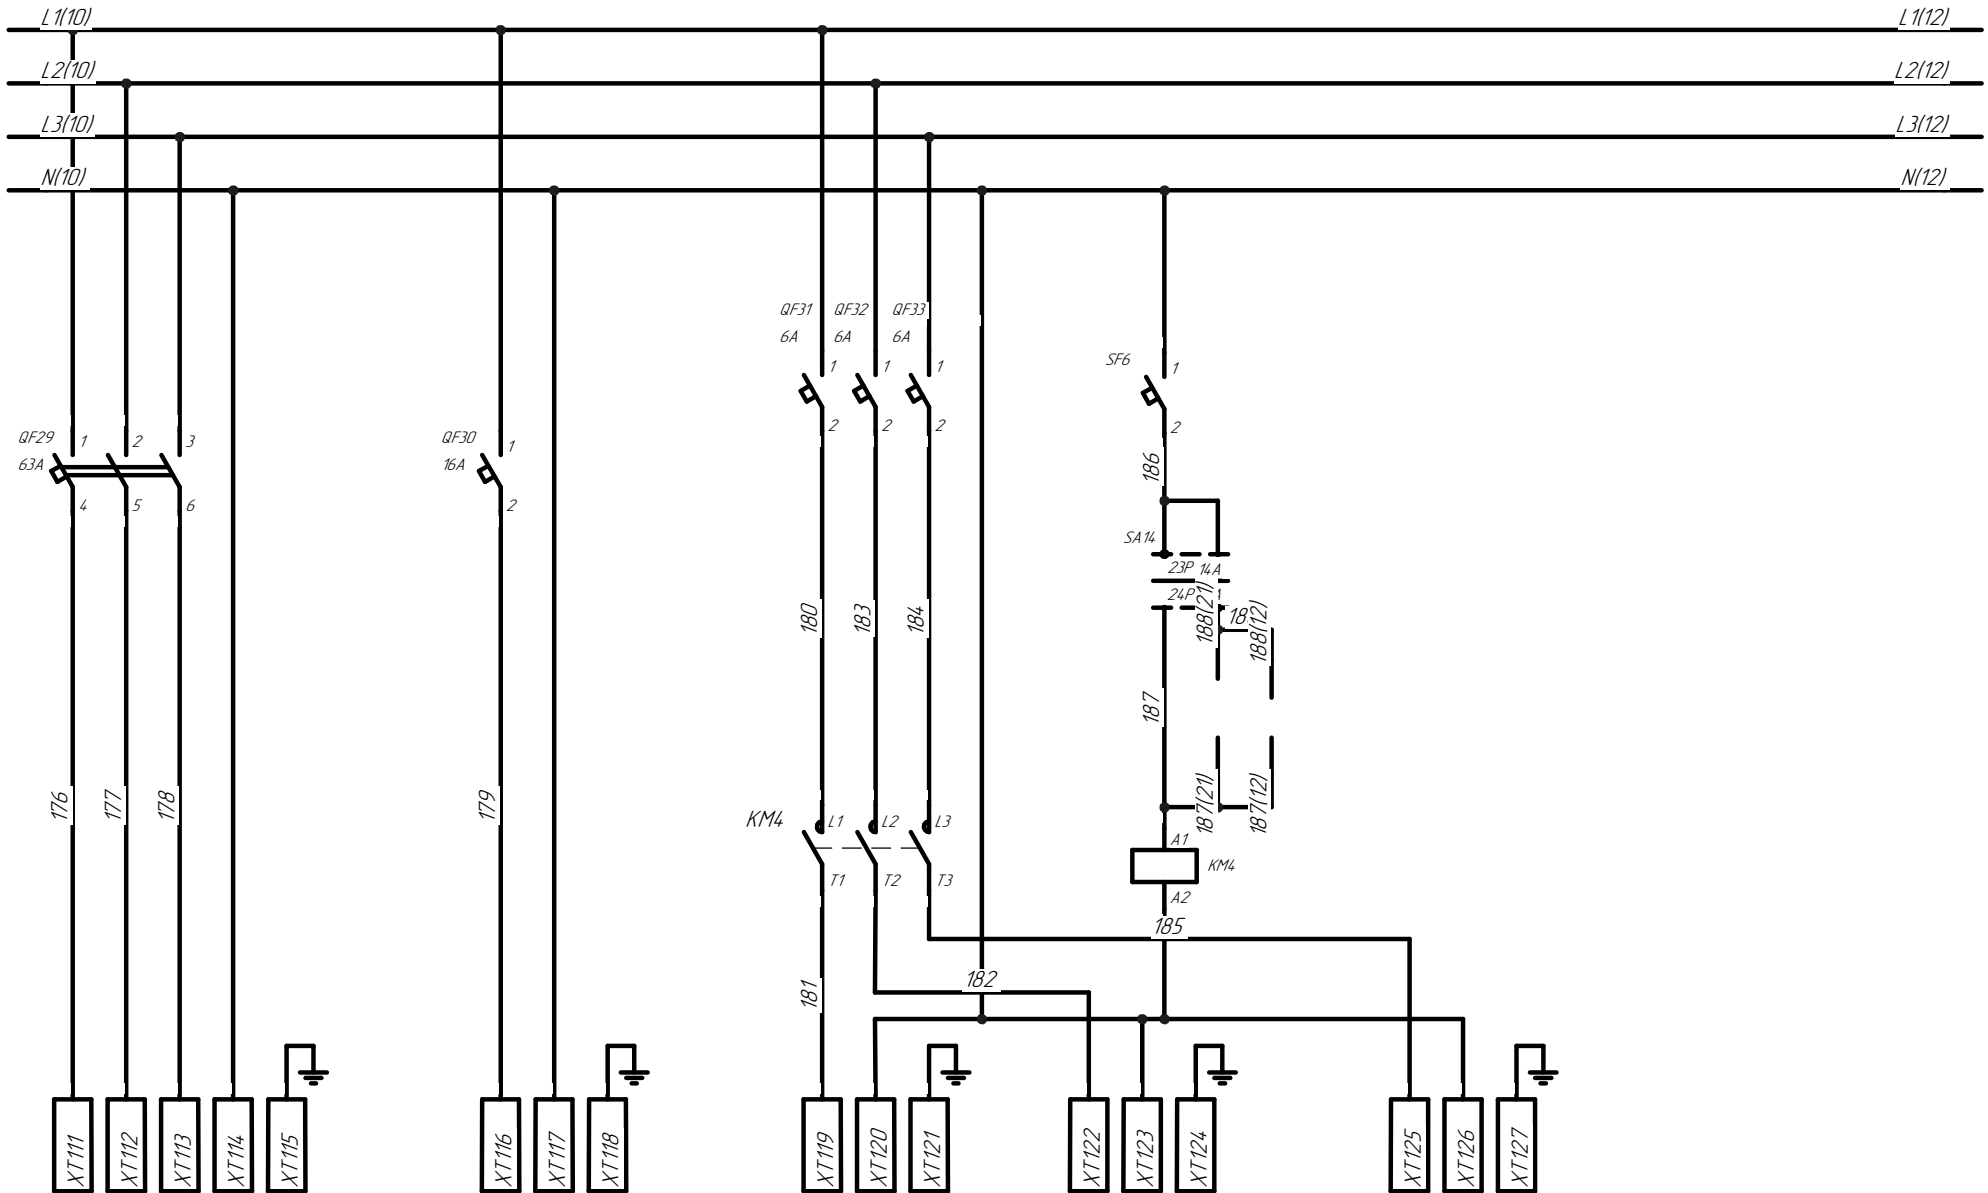 L1(10) L1(12)
L2(10) L2(12)
L3(10) L3(12)
N(10) N(12)
QF31 QF32 QF33
6A 6A 6A
SF6
1 1 1 1
2 2 2 2
QF29 1 2 3
63A
4 5 6
QF30 1
16A
2
186
SA14
23P 14A
24P
188(21)
188(12)
180 183 184
187
187(21) 187(12)
176 177 178 179
KM4 L1 L2 L3
T1 T2 T3
A1
KM4
A2
185
182
181
XT111 XT112 XT113 XT114 XT115 XT116 XT117 XT118 XT119 XT120 XT121 XT122 XT123 XT124 XT125 XT126 XT127